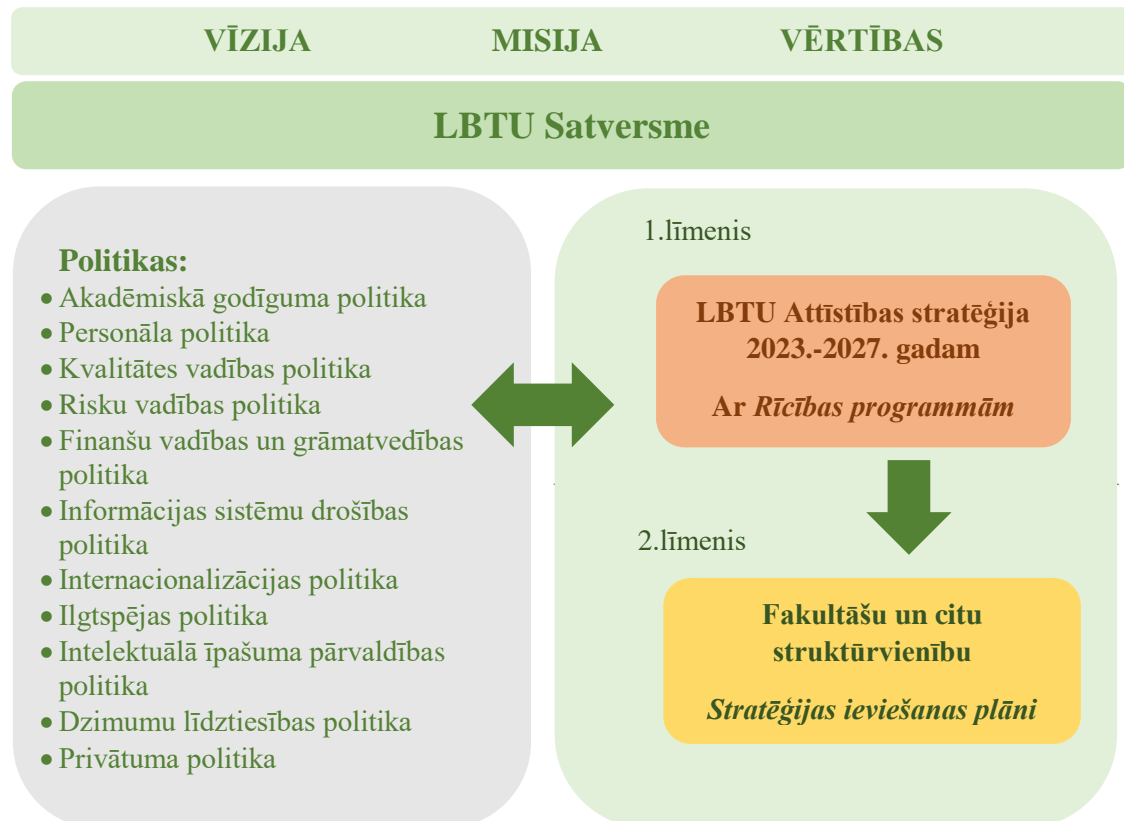 VĪZIJA MISIJA VĒRTĪBAS
LBTU Satversme
Politikas:
• Akadēmiskā godīguma politika
• Personāla politika
• Kvalitātes vadības politika
• Risku vadības politika
• Finanšu vadības un grāmatvedības
politika
• Informācijas sistēmu drošības
politika
• Internacionalizācijas politika
• Ilgtspējas politika
• Intelektuālā īpašuma pārvaldības
politika
• Dzimumu līdztiesības politika
• Privātuma politika
1.līmenis
LBTU Attīstības stratēģija
2023.-2027. gadam
Ar Rīcības programmām
2.līmenis
Fakultāšu un citu
struktūrvienību
Stratēģijas ieviešanas plāni